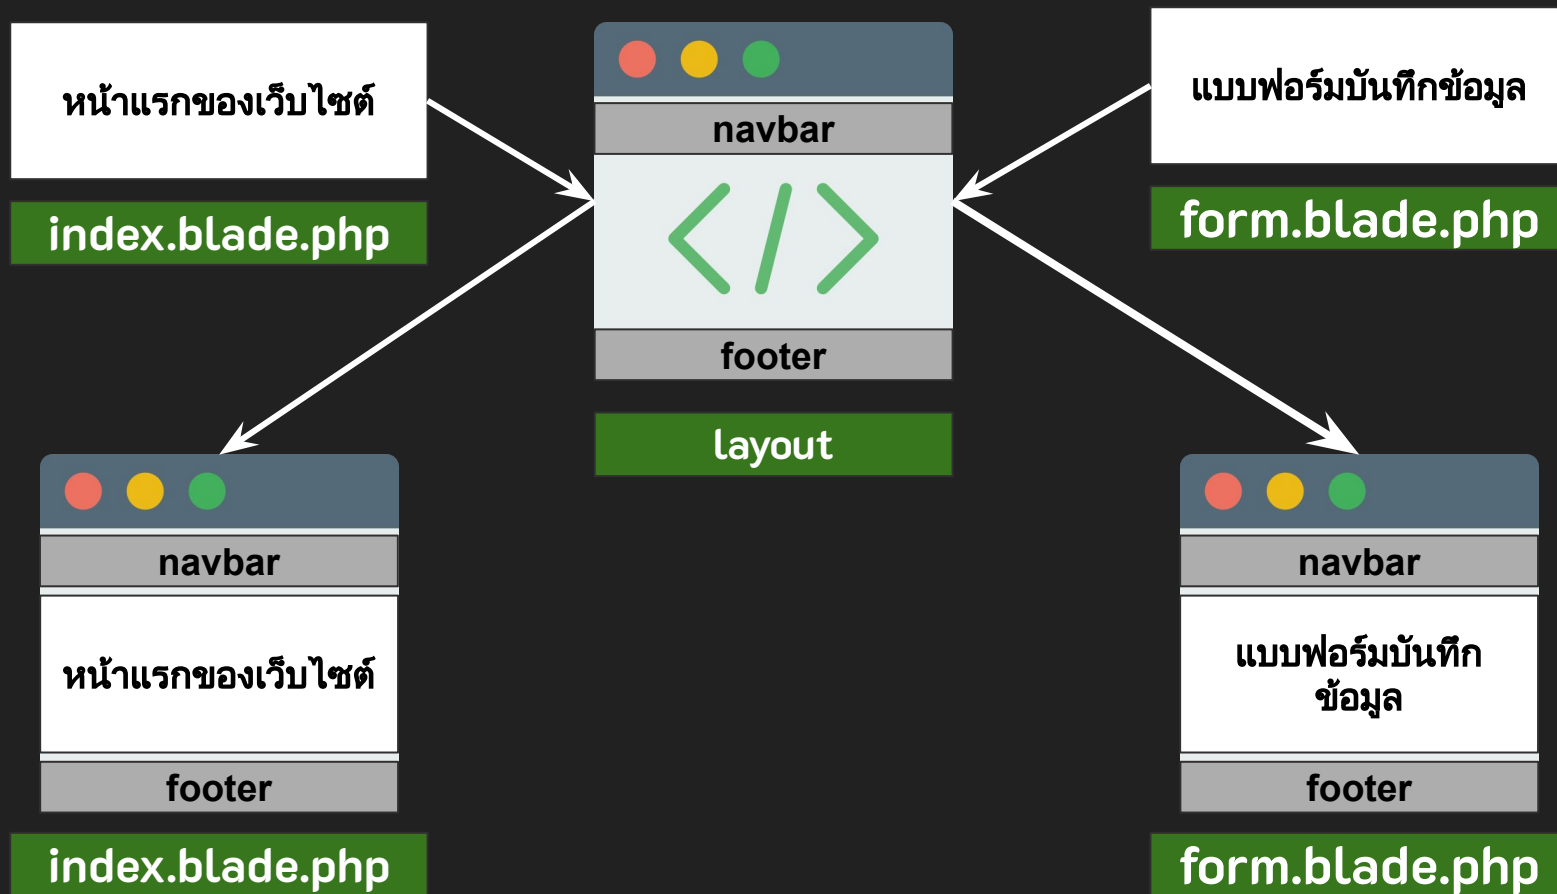 หน้าแรกของเว็บไซต์
index.blade.php
navbar
footer
layout
แบบฟอร์มบันทึกข้อมูล
form.blade.php
navbar
หน้าแรกของเว็บไซต์
footer
index.blade.php
navbar
แบบฟอร์มบันทึก
ข้อมูล
footer
form.blade.php